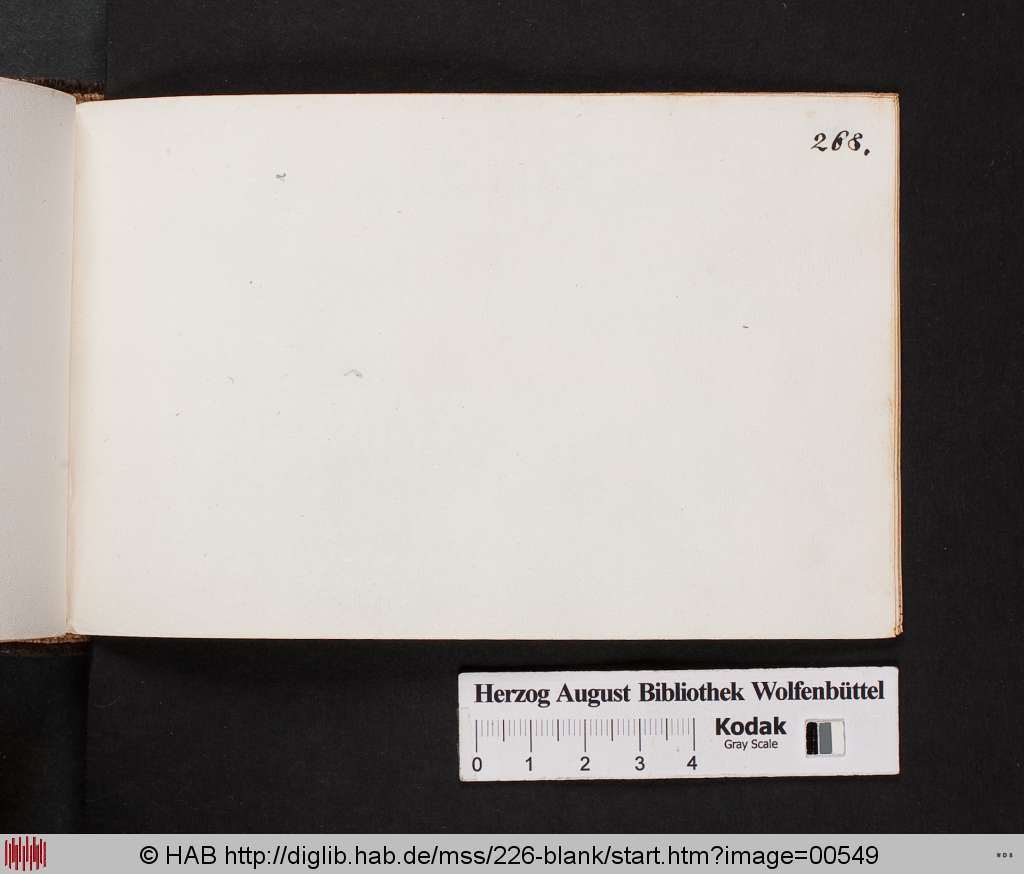 268.
Herzog August Bibliothek Wolfenbüttel
Kodak
Gray Scale
0 1 2 3 4
© HAB http://diglib.hab.de/mss/226-blank/start.htm?image=00549
WDB